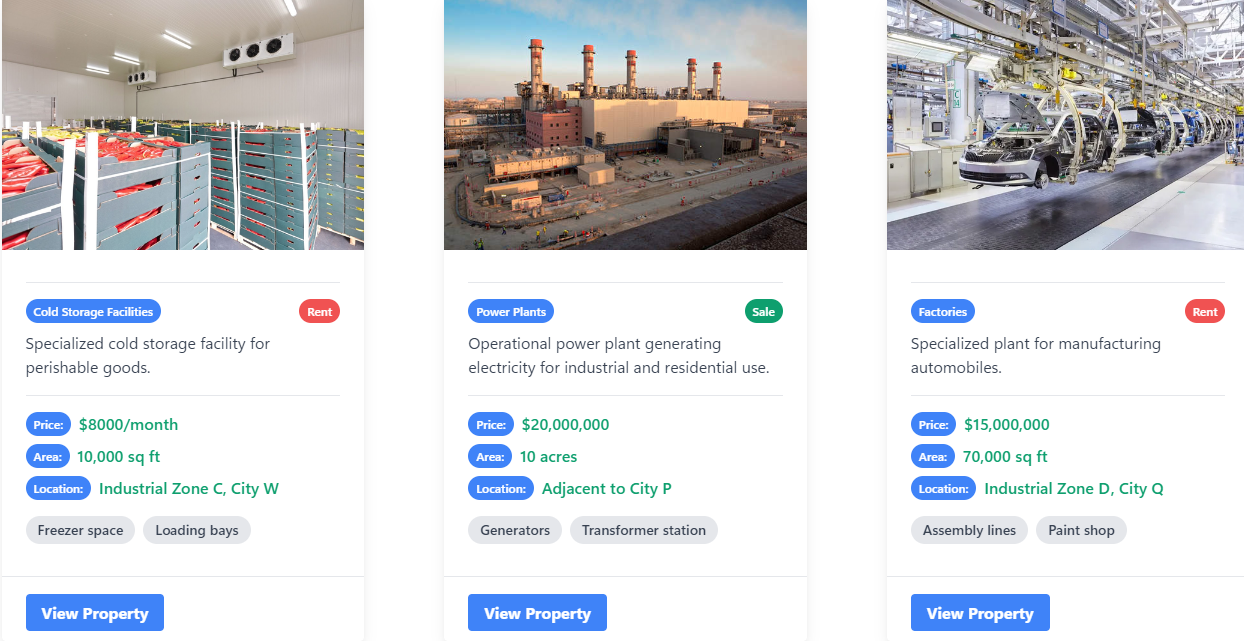 Cold Storage Facilities
Rent
Specialized cold storage facility for
perishable goods.
Price: $8000/month
Area: 10,000 sq ft
Location: Industrial Zone C, City W
Freezer space
Loading bays
View Property
Power Plants
Sale
Operational power plant generating
electricity for industrial and residential use.
Price: $20,000,000
Area: 10 acres
Location: Adjacent to City P
Generators
Transformer station
View Property
Factories
Rent
Specialized plant for manufacturing
automobiles.
Price: $15,000,000
Area: 70,000 sq ft
Location: Industrial Zone D, City Q
Assembly lines
Paint shop
View Property